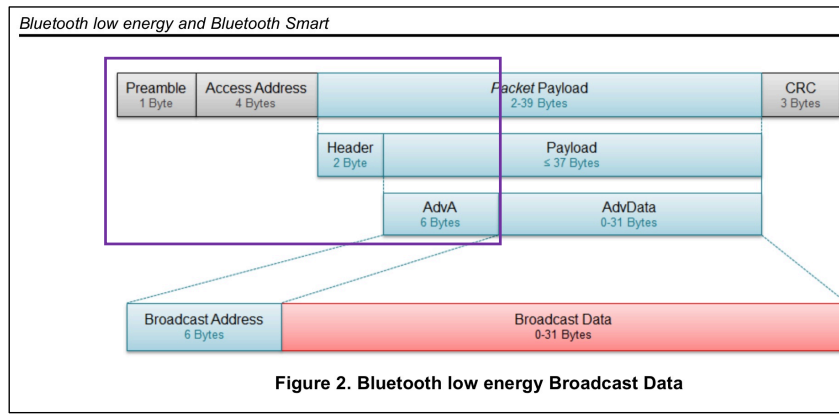 Bluetooth low energy and Bluetooth Smart
Preamble Access Address Packet Payload CRC
1 Byte 4 Bytes 2-39 Bytes 3 Bytes
Header Payload
2 Byte ≤ 37 Bytes
AdvA AdvData
6 Bytes 0-31 Bytes
Broadcast Address Broadcast Data
6 Bytes 0-31 Bytes
Figure 2. Bluetooth low energy Broadcast Data